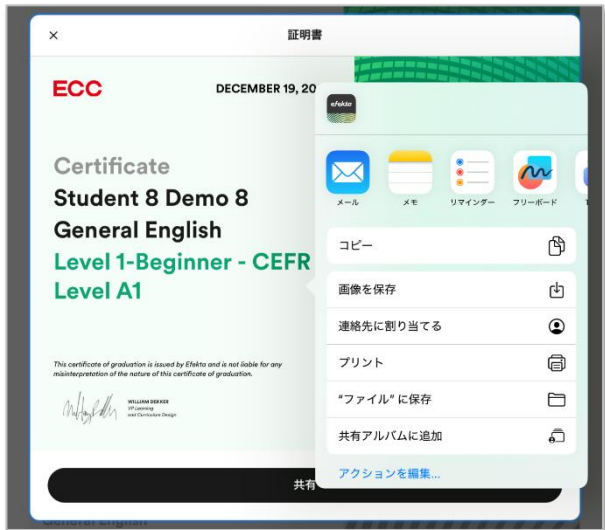 ×
証明書
ECC
DECEMBER 19, 20
efekta
Certificate
Student 8 Demo 8
General English
Level 1-Beginner - CEFR
Level A1
This certificate of graduation is issued by Efekta and is not liable for any
misinterpretation of the nature of this certificate of graduation.
WILLIAM DEKKER
VP Learning
and Curriculum Design
メール
メモ
リマインダー
フリーボード
コピー
画像を保存
連絡先に割り当てる
プリント
“ファイル” に保存
共有アルバムに追加
アクションを編集...
共有
General English